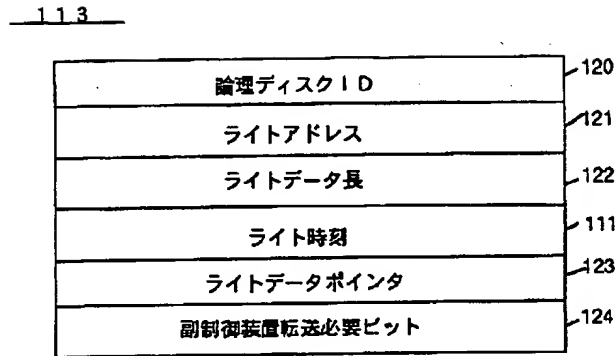 113
論理ディスクID 120
ライトアドレス 121
ライトデータ長 122
ライト時刻 111
ライトデータポインタ 123
副制御装置転送必要ビット 124